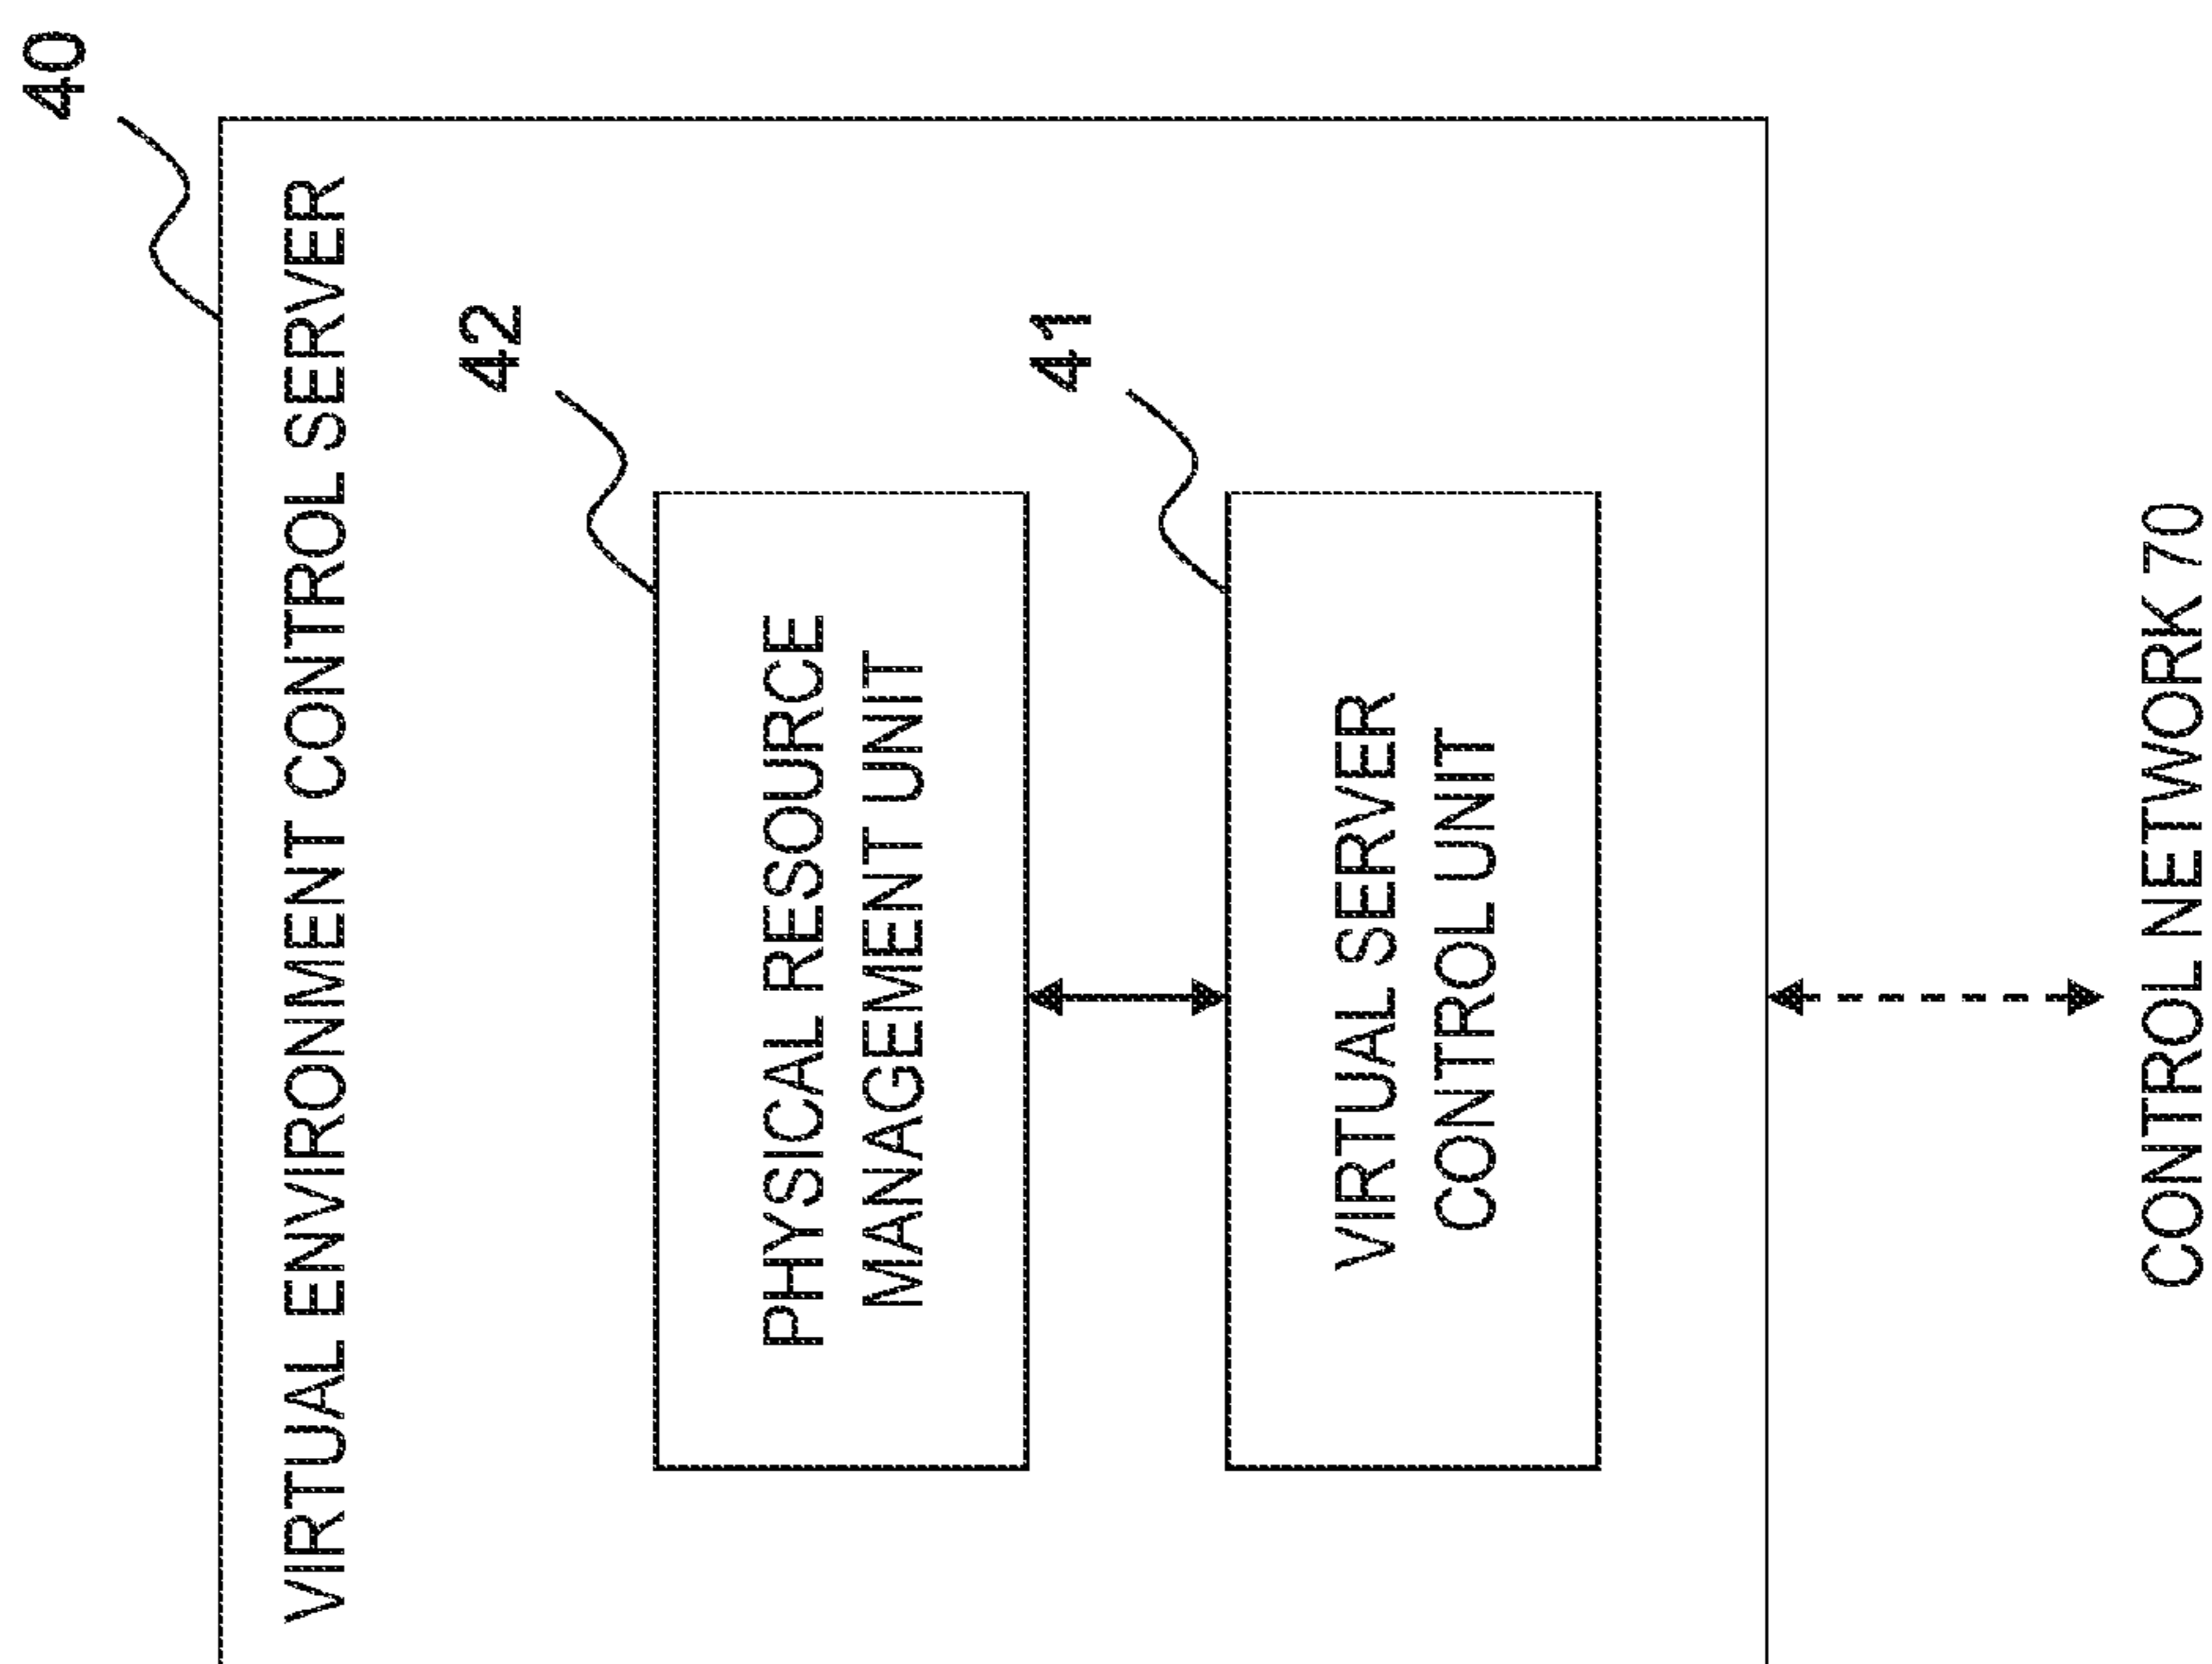 40
VIRTUAL ENVIRONMENT CONTROL SERVER
42
PHYSICAL RESOURCE
MANAGEMENT UNIT
41
VIRTUAL SERVER
CONTROL UNIT
CONTROL NETWORK 70